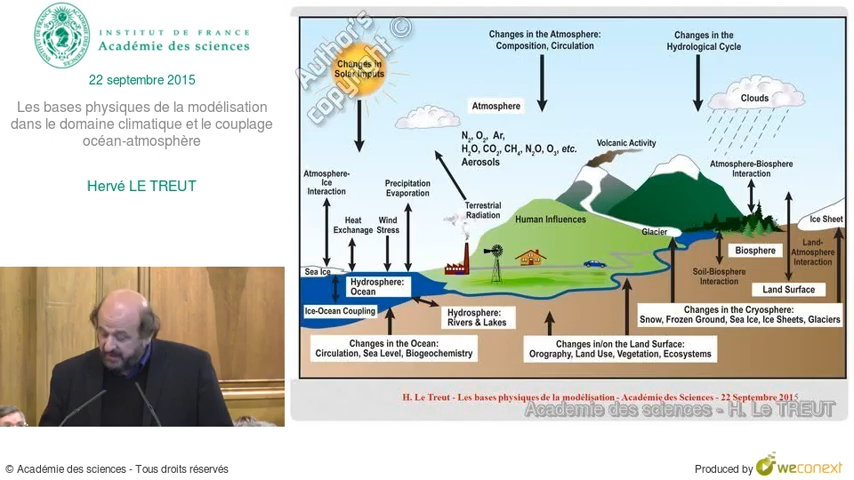 INSTITUT DE FRANCE
Académie des sciences
22 septembre 2015
Les bases physiques de la modélisation
dans le domaine climatique et le couplage
océan-atmosphère
Hervé LE TREUT
Author's
copyright ©
Changes in
Solar Inputs
Changes in the Atmosphere:
Composition, Circulation
Changes in the
Hydrological Cycle
Clouds
Atmosphere
N2, O2, Ar,
H2O, CO2, CH4, N2O, O3, etc.
Aerosols
Volcanic Activity
Atmosphere-
Ice
Interaction
Precipitation
Evaporation
Atmosphere-Biosphere
Interaction
Terrestrial
Radiation
Heat
Exchanage
Wind
Stress
Human Influences
Glacier
Ice Sheet
Land-
Atmosphere
Interaction
Biosphere
Soil-Biosphere
Interaction
Land Surface
Sea Ice
Hydrosphere:
Ocean
Ice-Ocean Coupling
Hydrosphere:
Rivers & Lakes
Changes in the Cryosphere:
Snow, Frozen Ground, Sea Ice, Ice Sheets, Glaciers
Changes in the Ocean:
Circulation, Sea Level, Biogeochemistry
Changes in/on the Land Surface:
Orography, Land Use, Vegetation, Ecosystems
H. Le Treut - Les bases physiques de la modélisation - Académie des Sciences - 22 Septembre 2015
Academie des sciences - H. Le TREUT
© Académie des sciences - Tous droits réservés
Produced by weconext